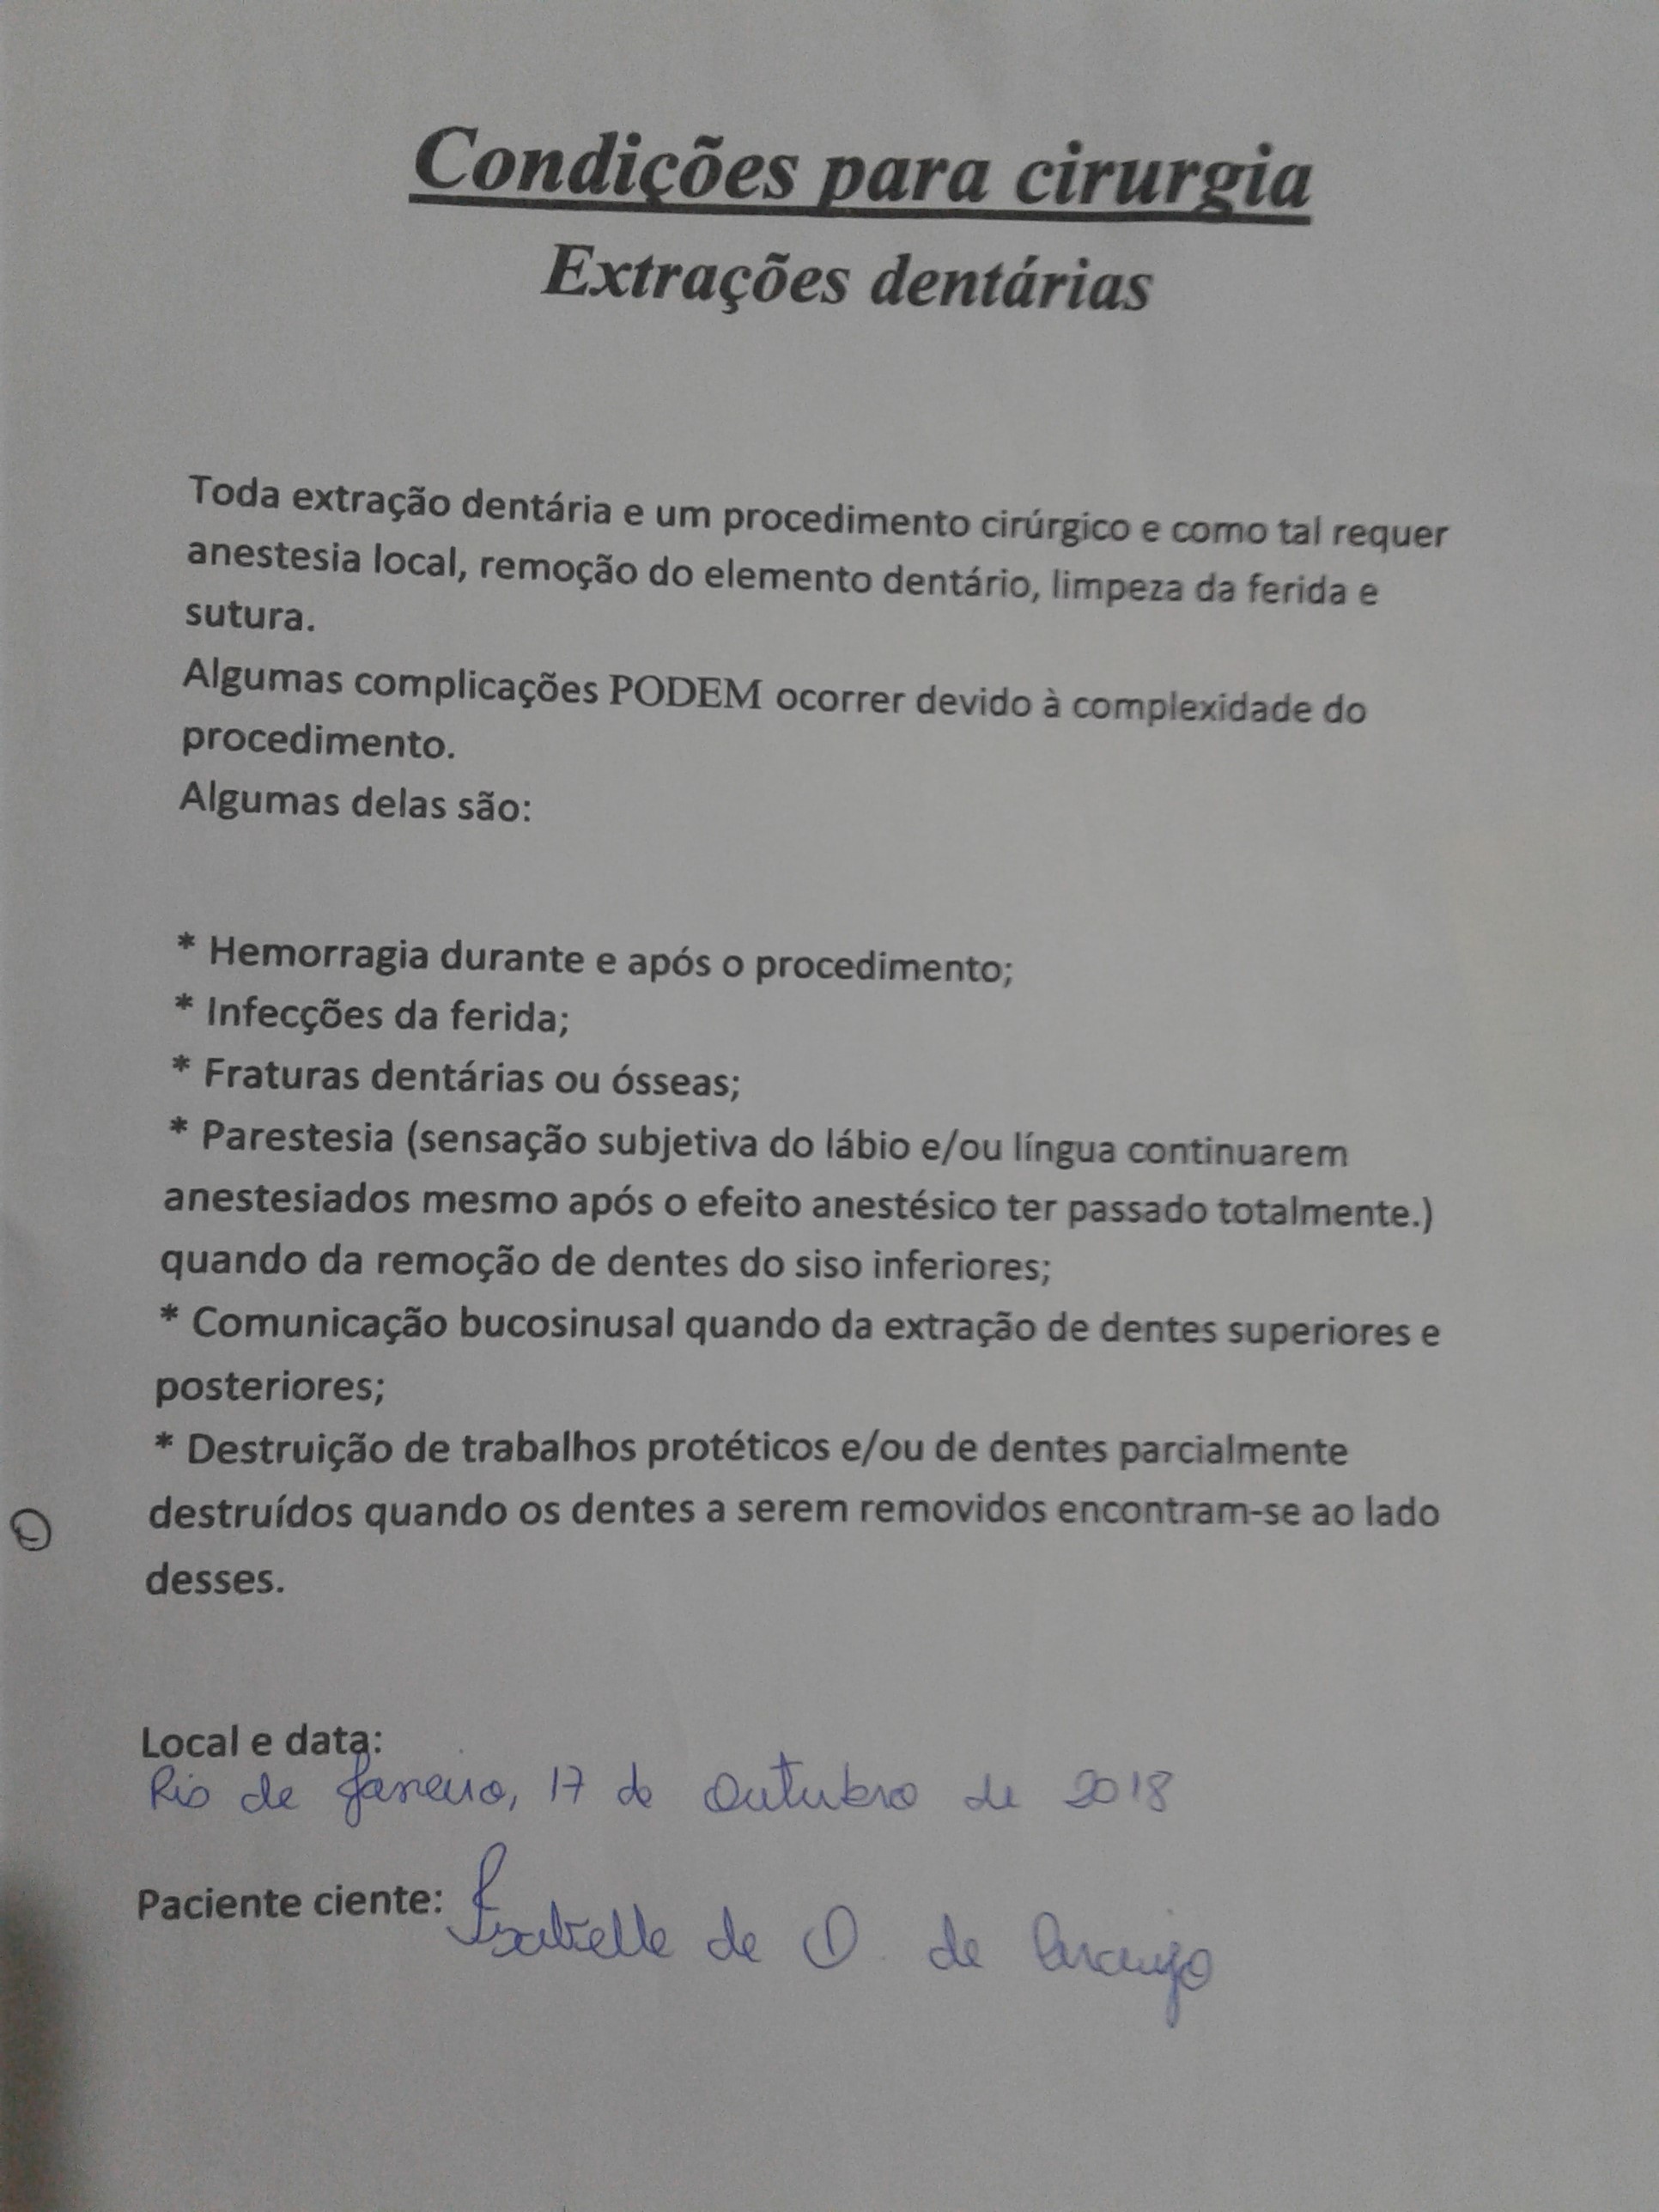 Condições para cirurgia
Extrações dentárias
Toda extração dentária e um procedimento cirúrgico e como tal requer
anestesia local, remoção do elemento dentário, limpeza da ferida e
sutura.
Algumas complicações PODEM ocorrer devido à complexidade do
procedimento.
Algumas delas são:
* Hemorragia durante e após o procedimento;
* Infecções da ferida;
* Fraturas dentárias ou ósseas;
* Parestesia (sensação subjetiva do lábio e/ou língua continuarem
anestesiados mesmo após o efeito anestésico ter passado totalmente.)
quando da remoção de dentes do siso inferiores;
* Comunicação bucosinusal quando da extração de dentes superiores e
posteriores;
* Destruição de trabalhos protéticos e/ou de dentes parcialmente
destruídos quando os dentes a serem removidos encontram-se ao lado
desses.
Local e data:
Rio de Janeiro, 17 de Outubro de 2018
Paciente ciente: Isabelle de O. de Araujo